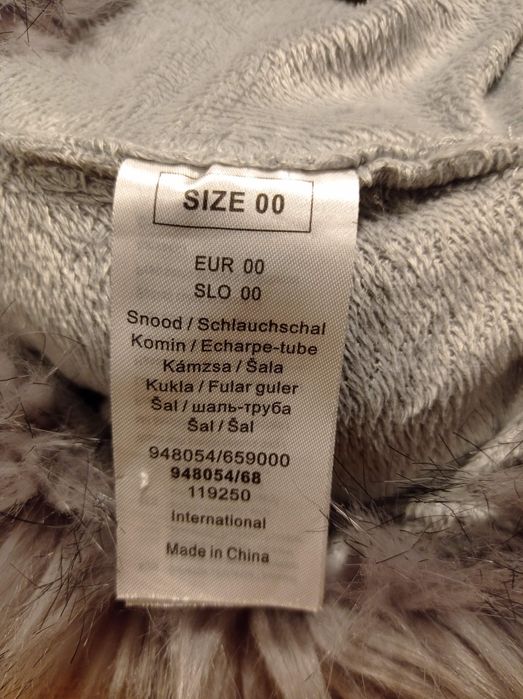 SIZE 00
EUR 00
SLO 00
Snood / Schlauchschal
Komin / Echarpe-tube
Kámzsa / Šala
Kukla / Fular guler
Šál / шаль-труба
Šal / Šal
948054/659000
948054/68
119250
International
Made in China